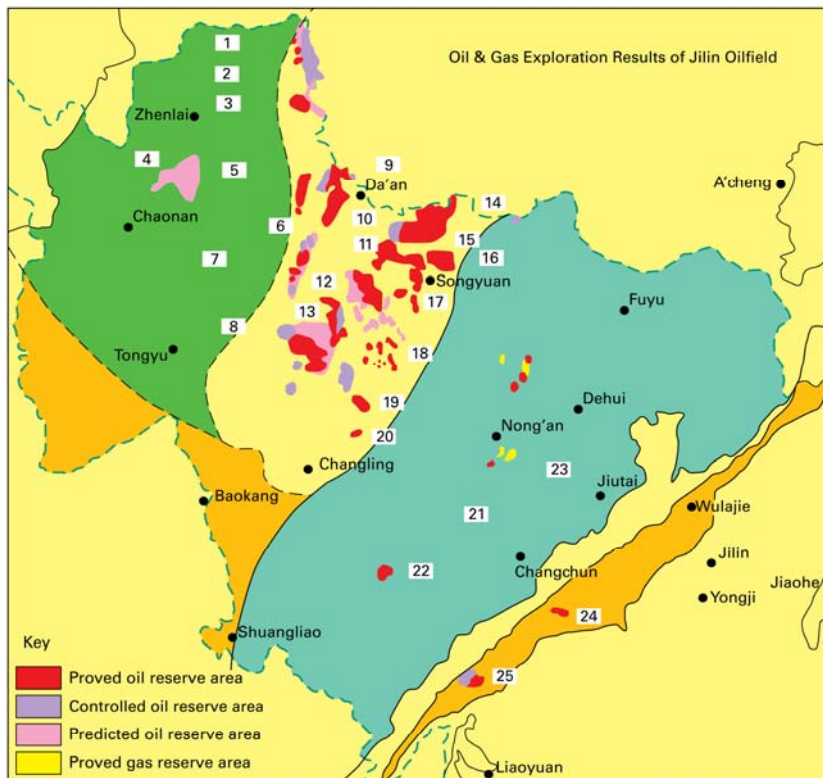 Oil & Gas Exploration Results of Jilin Oilfield
1
2
3
Zhenlai
4
5
9
Da'an
A'cheng
Chaonan
6
10
14
11
15
16
7
12
Songyuan
17
13
Fuyu
8
Tongyu
18
19
Dehui
20
Nong'an
Changling
23
Jiutai
Baokang
21
Wulajie
22
Changchun
Jilin
Jiaohe
Yongji
24
Shuangliao
25
Liaoyuan
Key
Proved oil reserve area
Controlled oil reserve area
Predicted oil reserve area
Proved gas reserve area